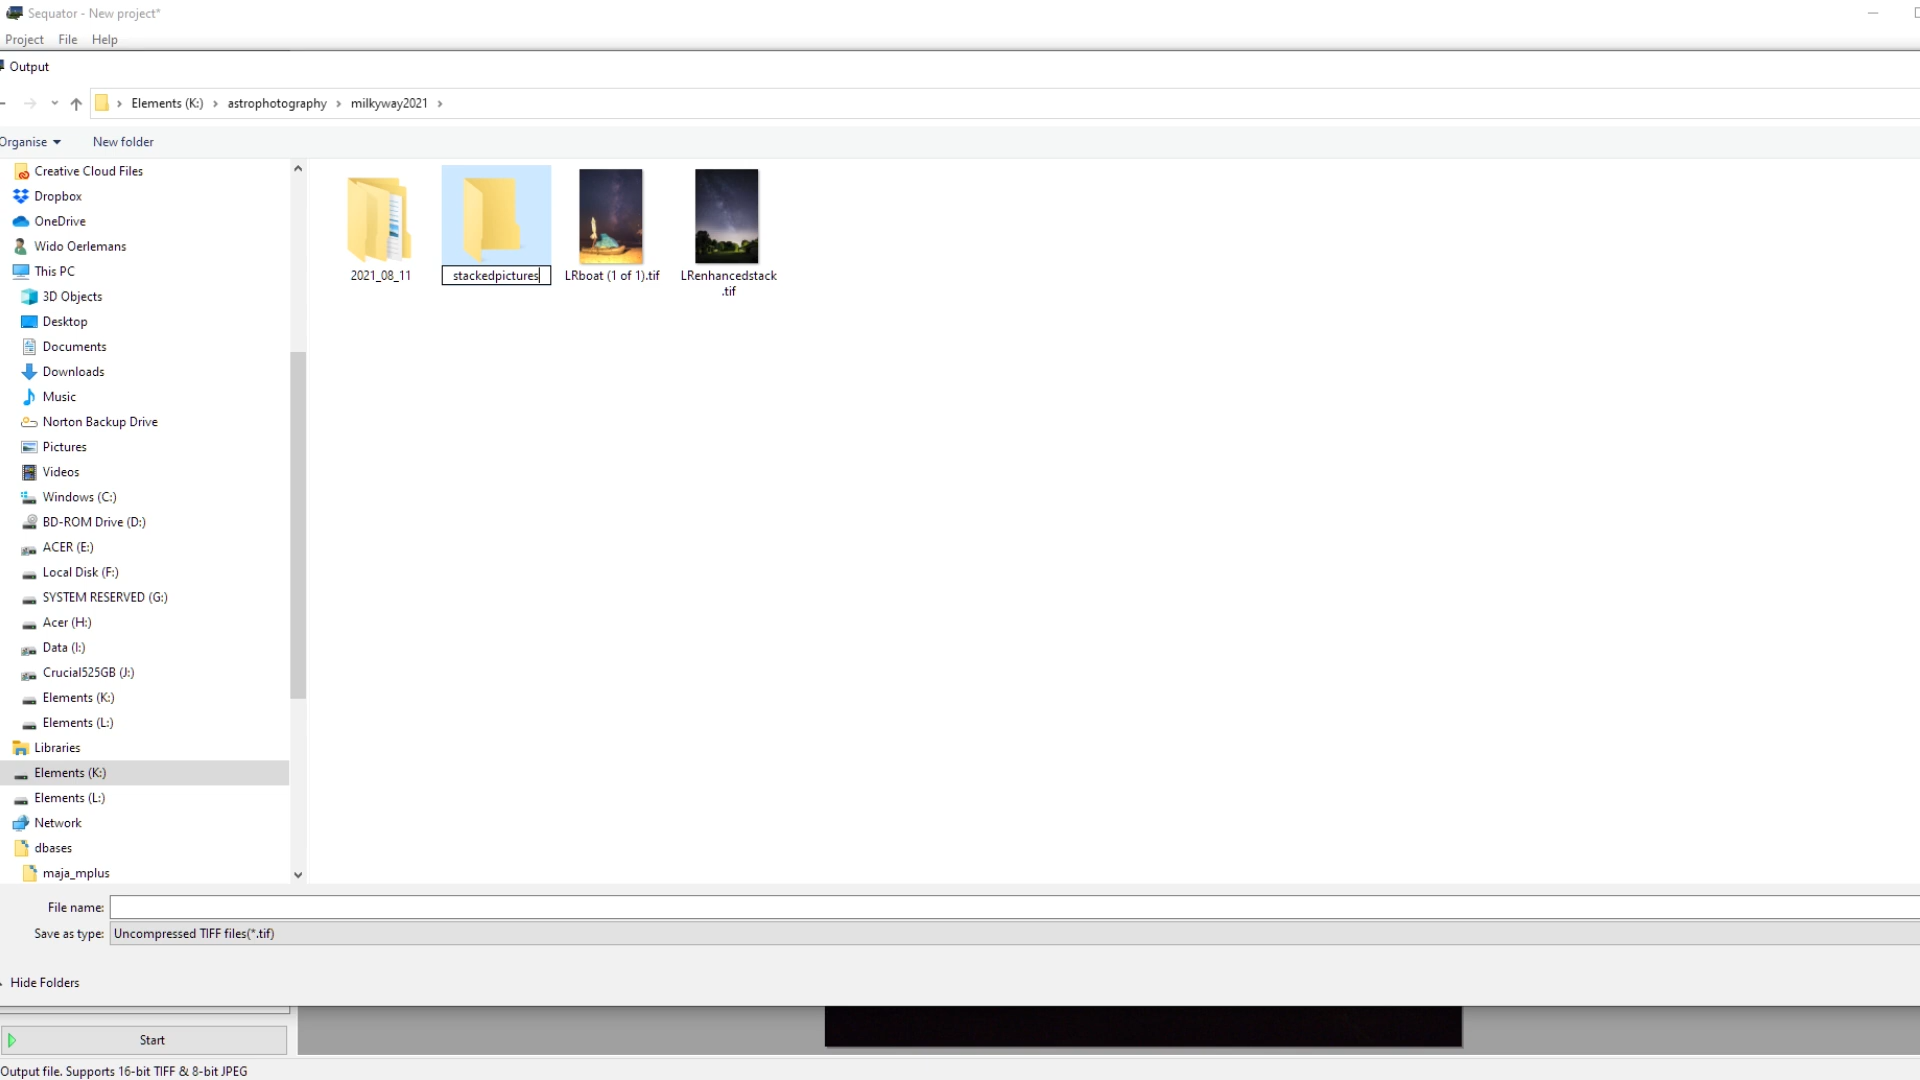 Sequator - New project*
Project File Help
Output
Elements (K:) astrophotography milkyway2021
Organise New folder
Creative Cloud Files
Dropbox
OneDrive
Wido Oerlemans
This PC
3D Objects
Desktop
Documents
Downloads
Music
Norton Backup Drive
Pictures
Videos
Windows (C:)
BD-ROM Drive (D:)
ACER (E:)
Local Disk (F:)
SYSTEM RESERVED (G:)
Acer (H:)
Data (I:)
Crucial525GB (J:)
Elements (K:)
Elements (L:)
Libraries
Elements (K:)
Elements (L:)
Network
dbases
maja_mplus
2021_08_11
stackedpictures
LRboat (1 of 1).tif
LRenhancedstack
.tif
File name:
Save as type: Uncompressed TIFF files(*.tif)
Hide Folders
Start
Output file. Supports 16-bit TIFF & 8-bit JPEG